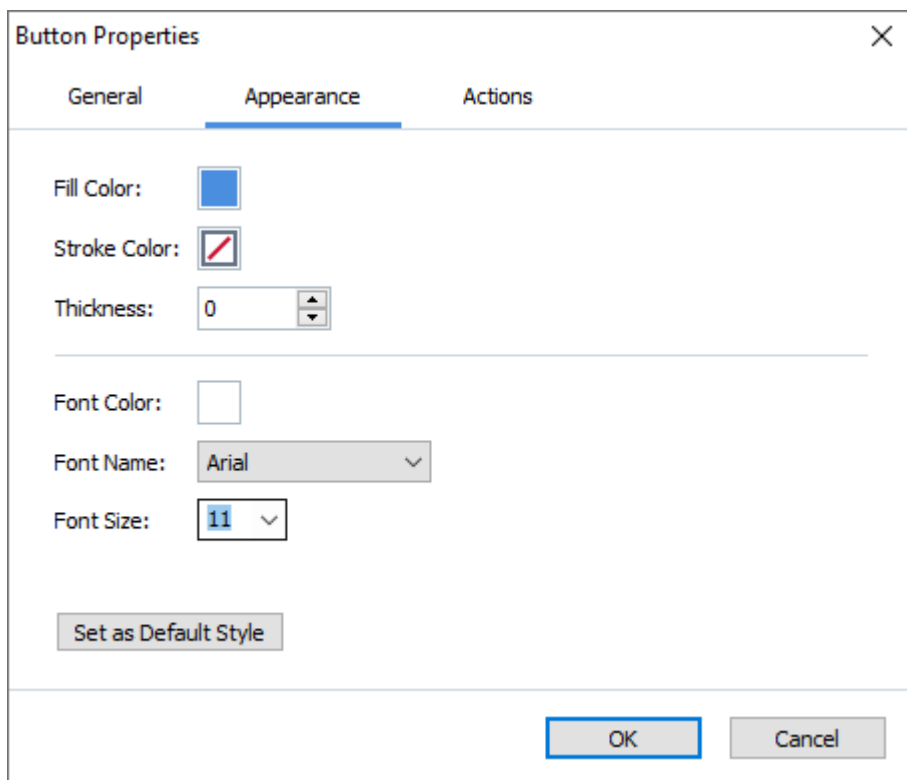 Button Properties
General Appearance Actions
Fill Color:
Stroke Color:
Thickness: 0
Font Color:
Font Name: Arial
Font Size: 11
Set as Default Style
OK Cancel